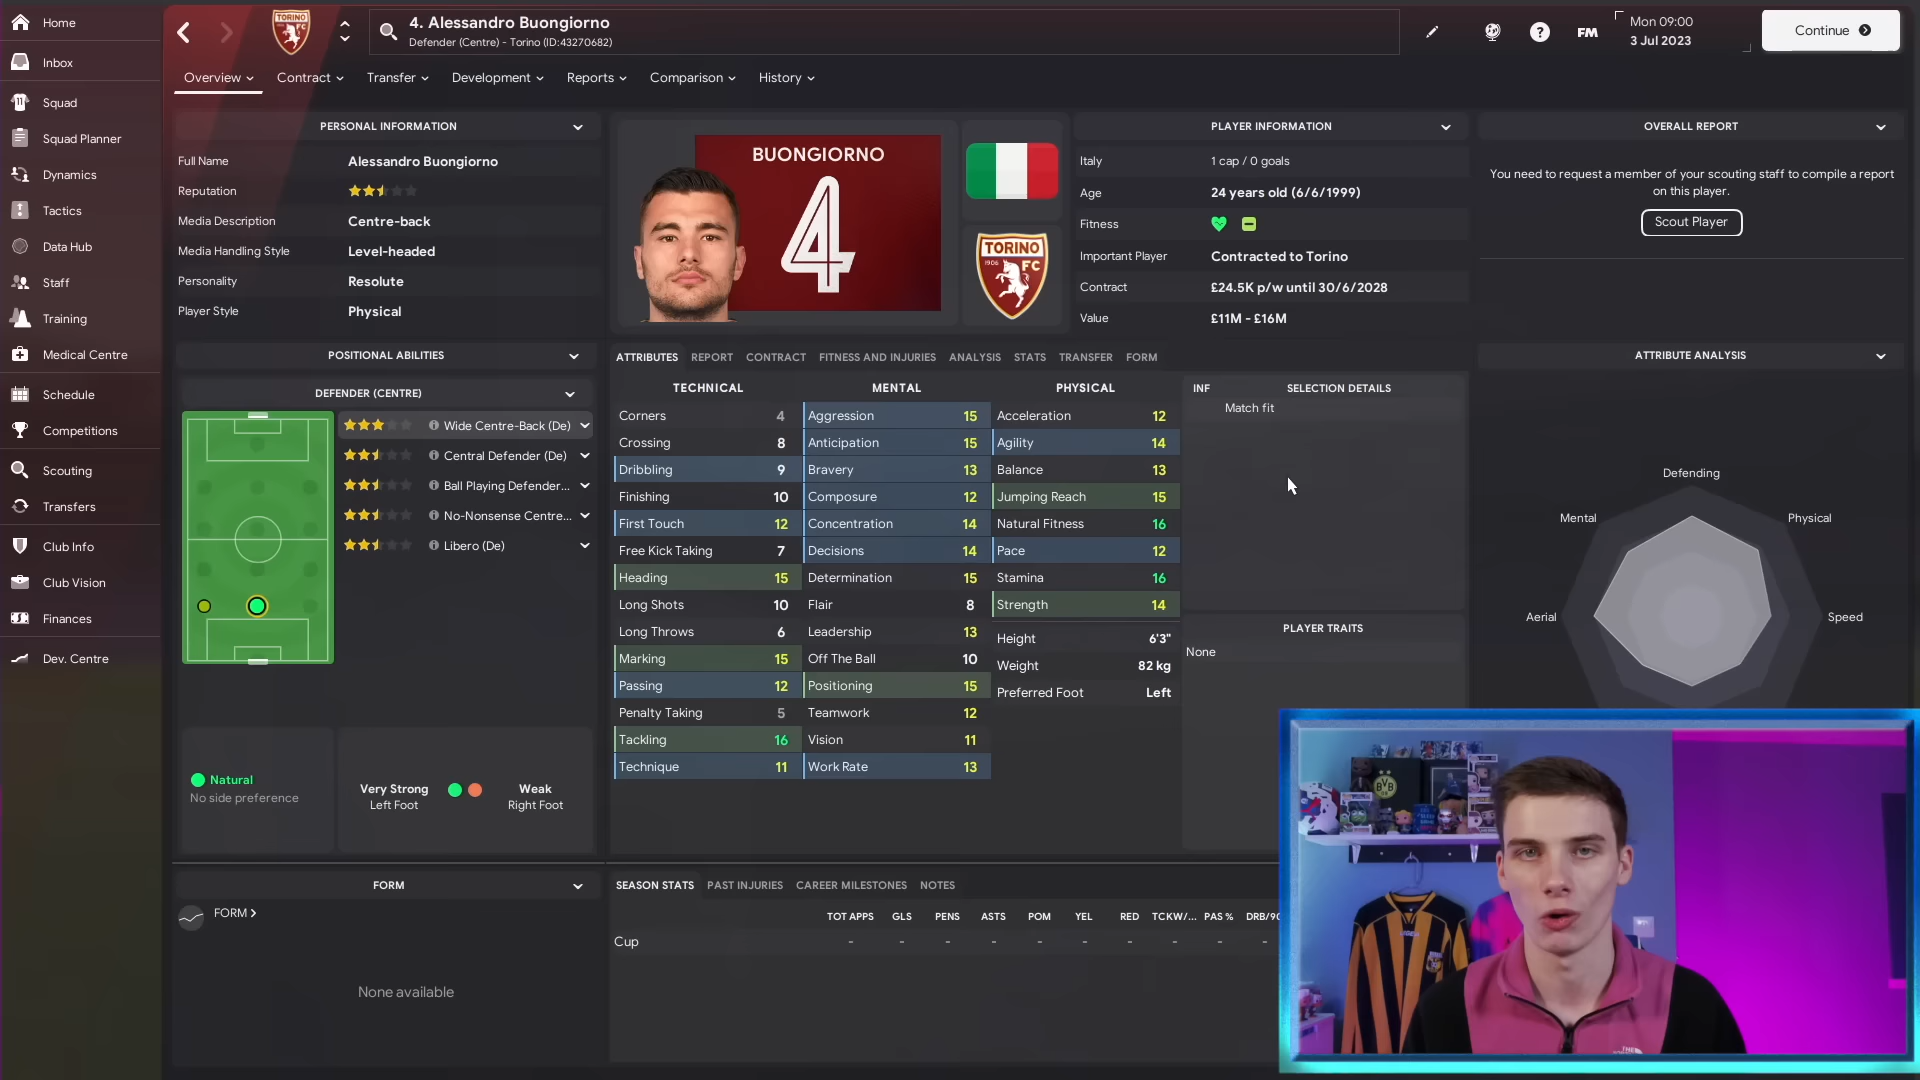 Home
Inbox
Squad
Squad Planner
Dynamics
Tactics
Data Hub
Staff
Training
Medical Centre
Schedule
Competitions
Scouting
Transfers
Club Info
Club Vision
Finances
Dev. Centre
4. Alessandro Buongiorno
Defender (Centre) - Torino (ID:43270682)
FM
Mon 09:00
3 Jul 2023
Continue
Overview Contract Transfer Development Reports Comparison History
PERSONAL INFORMATION
Full Name Alessandro Buongiorno
Reputation
Media Description Centre-back
Media Handling Style Level-headed
Personality Resolute
Player Style Physical
BUONGIORNO
4
TORINO
1906 FC
PLAYER INFORMATION
Italy 1 cap / 0 goals
Age 24 years old (6/6/1999)
Fitness
Important Player Contracted to Torino
Contract £24.5K p/w until 30/6/2028
Value £11M - £16M
OVERALL REPORT
You need to request a member of your scouting staff to compile a report
on this player.
Scout Player
POSITIONAL ABILITIES
DEFENDER (CENTRE)
Wide Centre-Back (De)
Central Defender (De)
Ball Playing Defender...
No-Nonsense Centre...
Libero (De)
Natural
No side preference
Very Strong
Left Foot
Weak
Right Foot
ATTRIBUTES REPORT CONTRACT FITNESS AND INJURIES ANALYSIS STATS TRANSFER FORM
TECHNICAL
Corners 4
Crossing 8
Dribbling 9
Finishing 10
First Touch 12
Free Kick Taking 7
Heading 15
Long Shots 10
Long Throws 6
Marking 15
Passing 12
Penalty Taking 5
Tackling 16
Technique 11
MENTAL
Aggression 15
Anticipation 15
Bravery 13
Composure 12
Concentration 14
Decisions 14
Determination 15
Flair 8
Leadership 13
Off The Ball 10
Positioning 15
Teamwork 12
Vision 11
Work Rate 13
PHYSICAL
Acceleration 12
Agility 14
Balance 13
Jumping Reach 15
Natural Fitness 16
Pace 12
Stamina 16
Strength 14
Height 6'3"
Weight 82 kg
Preferred Foot Left
INF SELECTION DETAILS
Match fit
PLAYER TRAITS
None
ATTRIBUTE ANALYSIS
Defending
Mental
Physical
Aerial
Speed
FORM
FORM
None available
SEASON STATS PAST INJURIES CAREER MILESTONES NOTES
TOT APPS GLS PENS ASTS POM YEL RED TCKW/... PAS % DRB/90
Cup - - - - - - - - - -
BVB
09